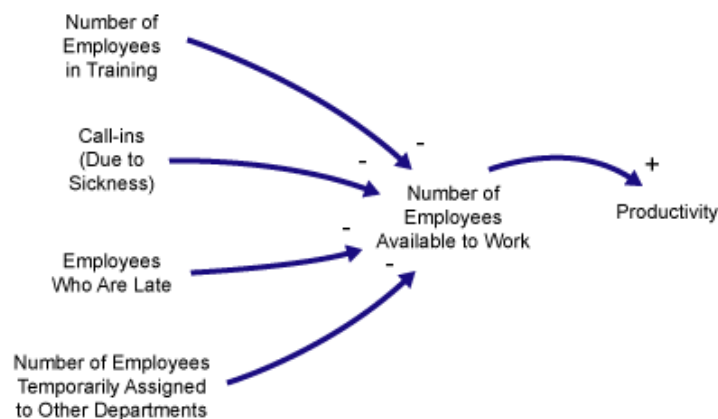 Number of
Employees
in Training
-
Call-ins
(Due to
Sickness)
-
+
Number of
Employees
Available to Work
Productivity
-
Employees
Who Are Late
-
Number of Employees
Temporarily Assigned
to Other Departments